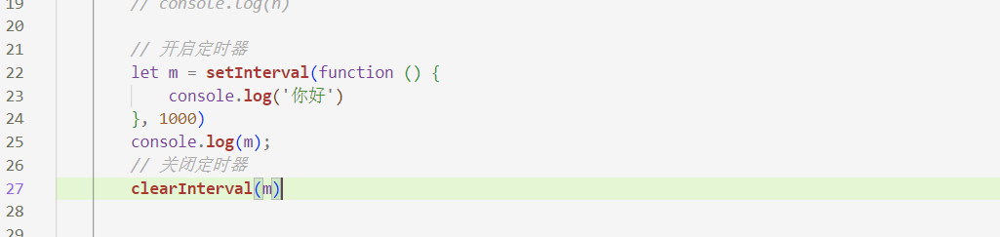 19 // console.log(n)
20
21 // 开启定时器
22 let m = setInterval(function () {
23 console.log('你好')
24 }, 1000)
25 console.log(m);
26 // 关闭定时器
27 clearInterval(m)
28
29